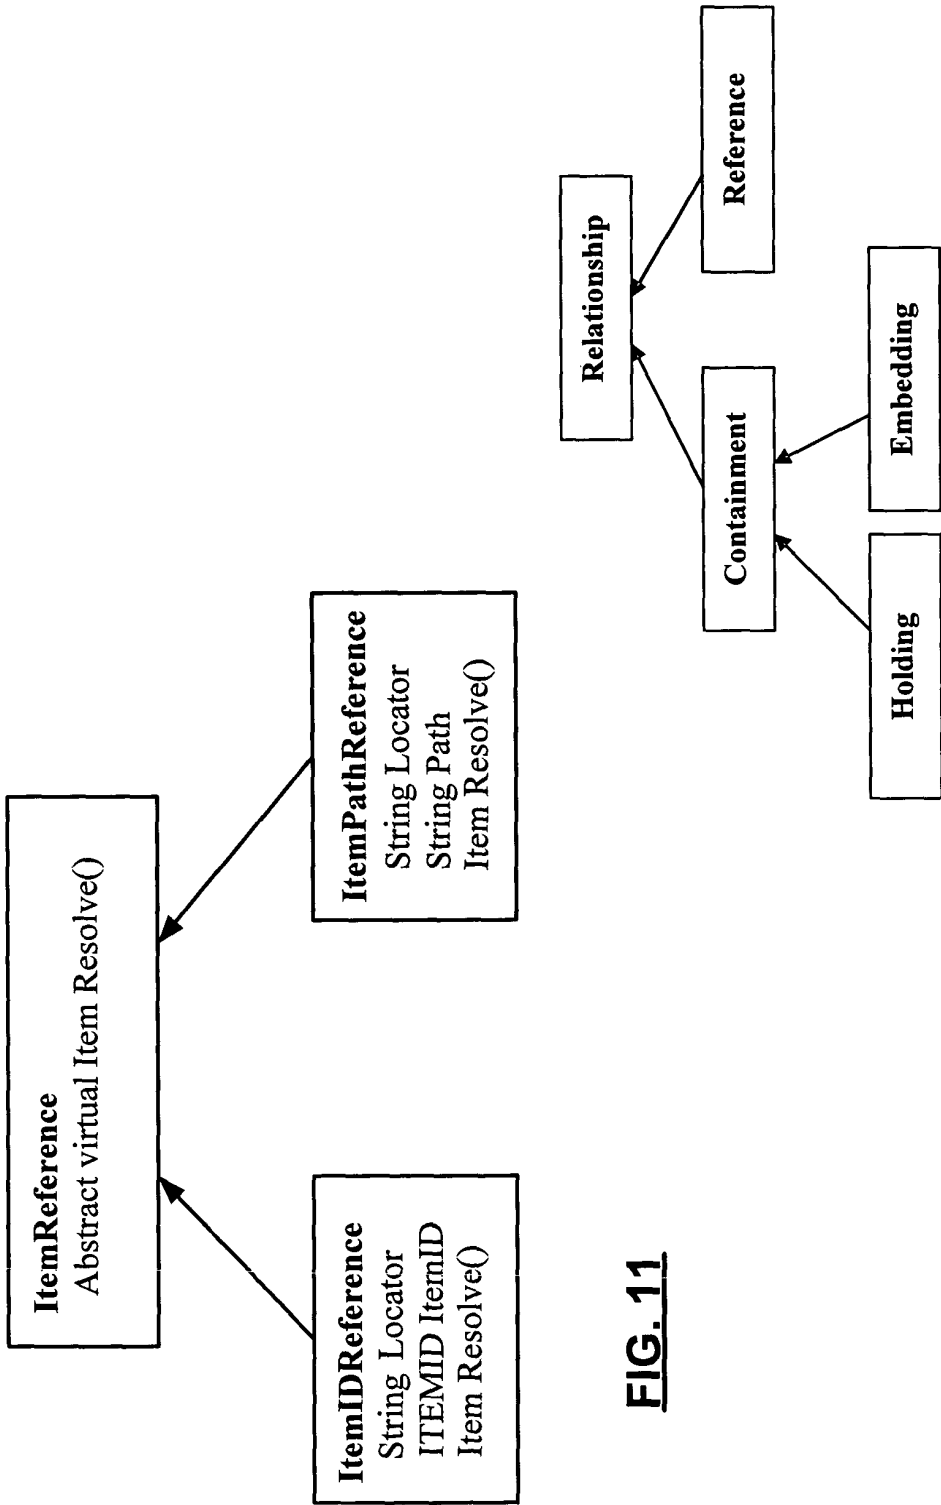 ItemReference
Abstract virtual Item Resolve()
ItemIDReference
String Locator
ITEMID ItemID
Item Resolve()
ItemPathReference
String Locator
String Path
Item Resolve()
FIG. 11
Relationship
Containment
Reference
Holding
Embedding